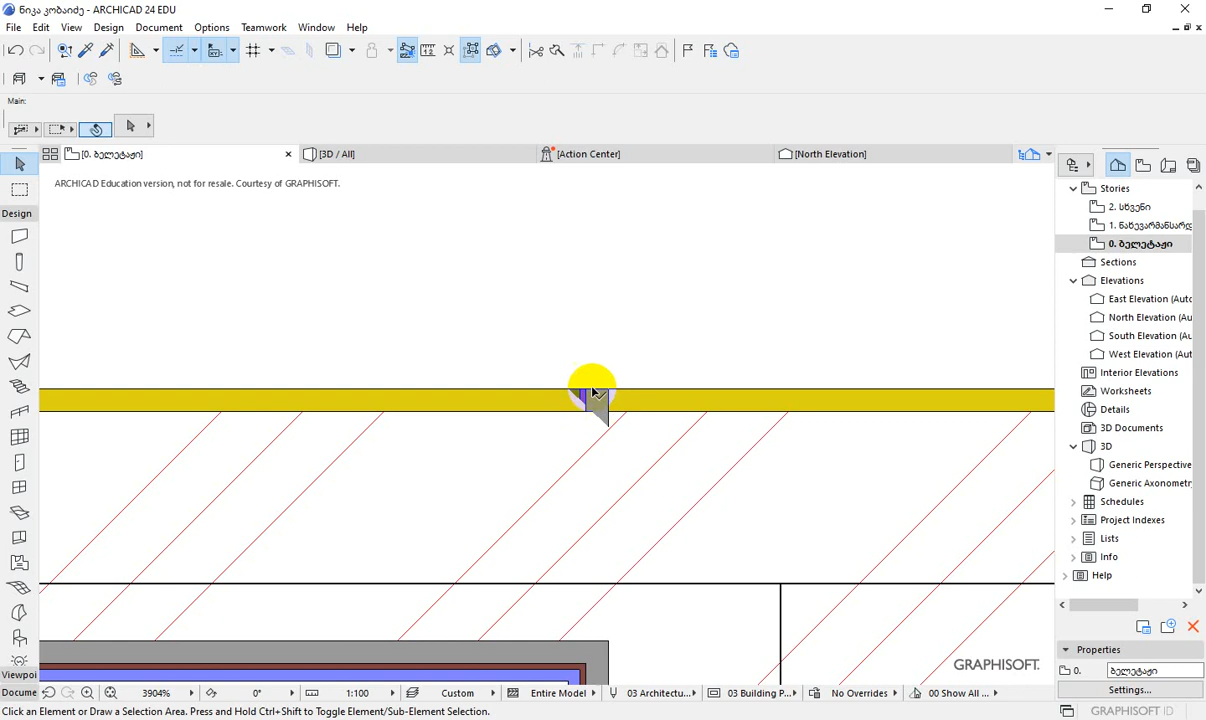 ნიკა კობაიძე - ARCHICAD 24 EDU
File Edit View Design Document Options Teamwork Window Help
Main:
[0. ბელეტაჟი]
[3D / All]
[Action Center]
[North Elevation]
ARCHICAD Education version, not for resale. Courtesy of GRAPHISOFT.
Design
Stories
2. სხვენი
1. ნახევარმანსარდ
0. ბელეტაჟი
Sections
Elevations
East Elevation (Auto
North Elevation (Au
South Elevation (Au
West Elevation (Aut
Interior Elevations
Worksheets
Details
3D Documents
3D
Generic Perspective
Generic Axonometr
Schedules
Project Indexes
Lists
Info
Help
GRAPHISOFT.
Properties
0. ბელეტაჟი
Settings...
Viewpoi
Docume 3904% 0° 1:100 Custom Entire Model 03 Architectu... 03 Building P... No Overrides 00 Show All ...
Click an Element or Draw a Selection Area. Press and Hold Ctrl+Shift to Toggle Element/Sub-Element Selection.
GRAPHISOFT ID